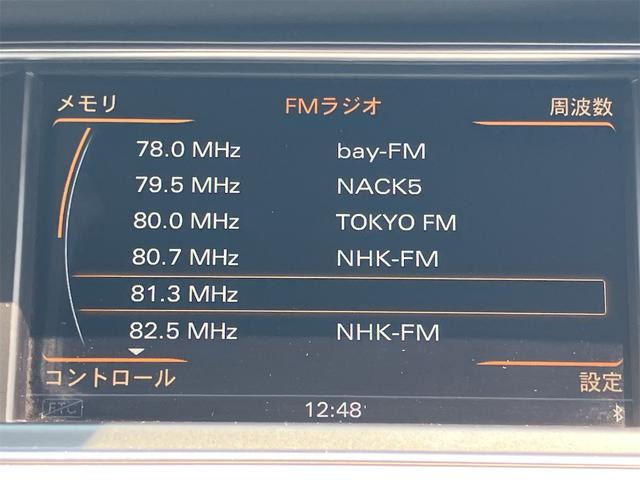 メモリ FMラジオ 周波数
78.0 MHz bay-FM
79.5 MHz NACK5
80.0 MHz TOKYO FM
80.7 MHz NHK-FM
81.3 MHz
82.5 MHz NHK-FM
コントロール 設定
ETC 12:48